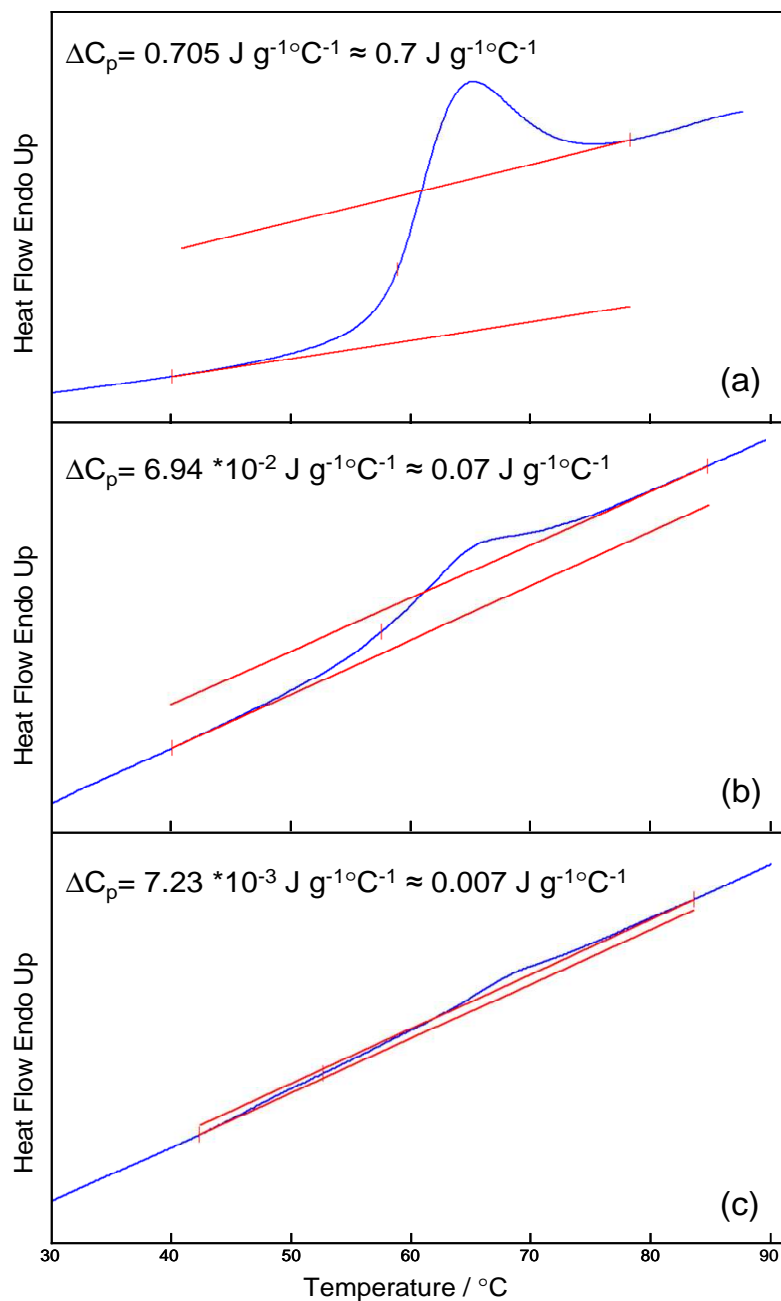 ΔCp= 0.705 J g-1°C-1 ≈ 0.7 J g-1°C-1
Heat Flow Endo Up
(a)
ΔCp= 6.94 *10-2 J g-1°C-1 ≈ 0.07 J g-1°C-1
Heat Flow Endo Up
(b)
ΔCp= 7.23 *10-3 J g-1°C-1 ≈ 0.007 J g-1°C-1
Heat Flow Endo Up
(c)
30 40 50 60 70 80 90
Temperature / °C